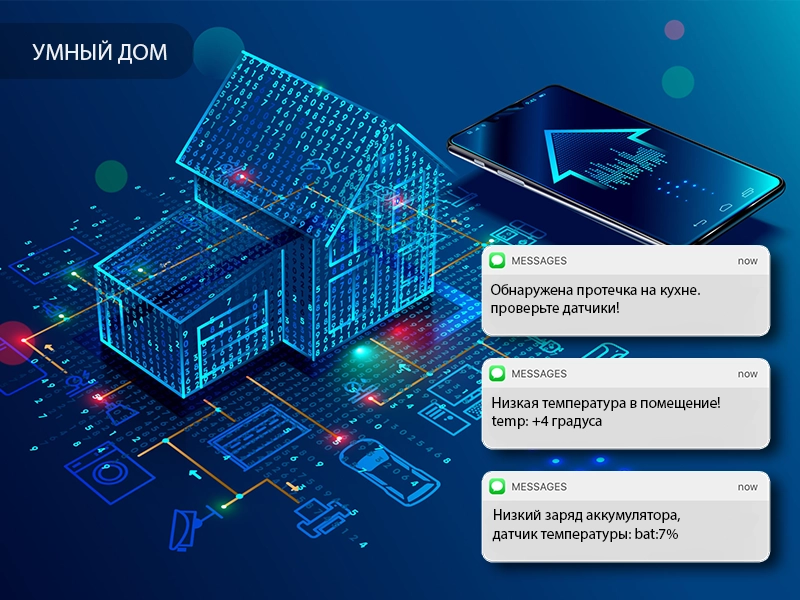 УМНЫЙ ДОМ
MESSAGES now
Обнаружена протечка на кухне.
проверьте датчики!
MESSAGES now
Низкая температура в помещение!
temp: +4 градуса
MESSAGES now
Низкий заряд аккумулятора,
датчик температуры: bat:7%